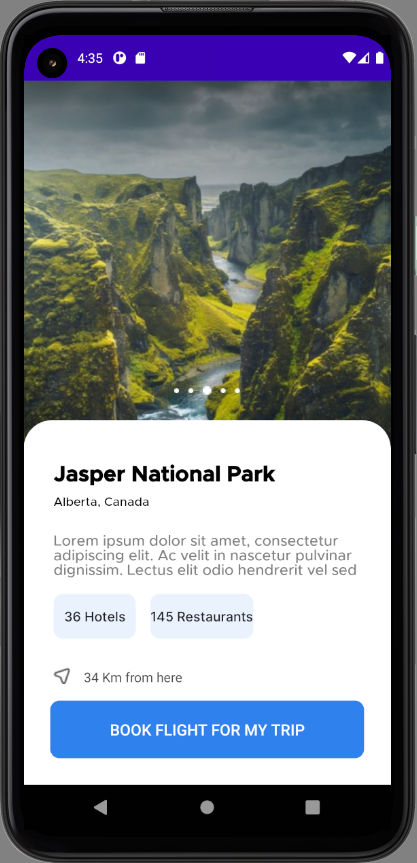 4:35
Jasper National Park
Alberta, Canada
Lorem ipsum dolor sit amet, consectetur
adipiscing elit. Ac velit in nascetur pulvinar
dignissim. Lectus elit odio hendrerit vel sed
36 Hotels
145 Restaurants
34 Km from here
BOOK FLIGHT FOR MY TRIP